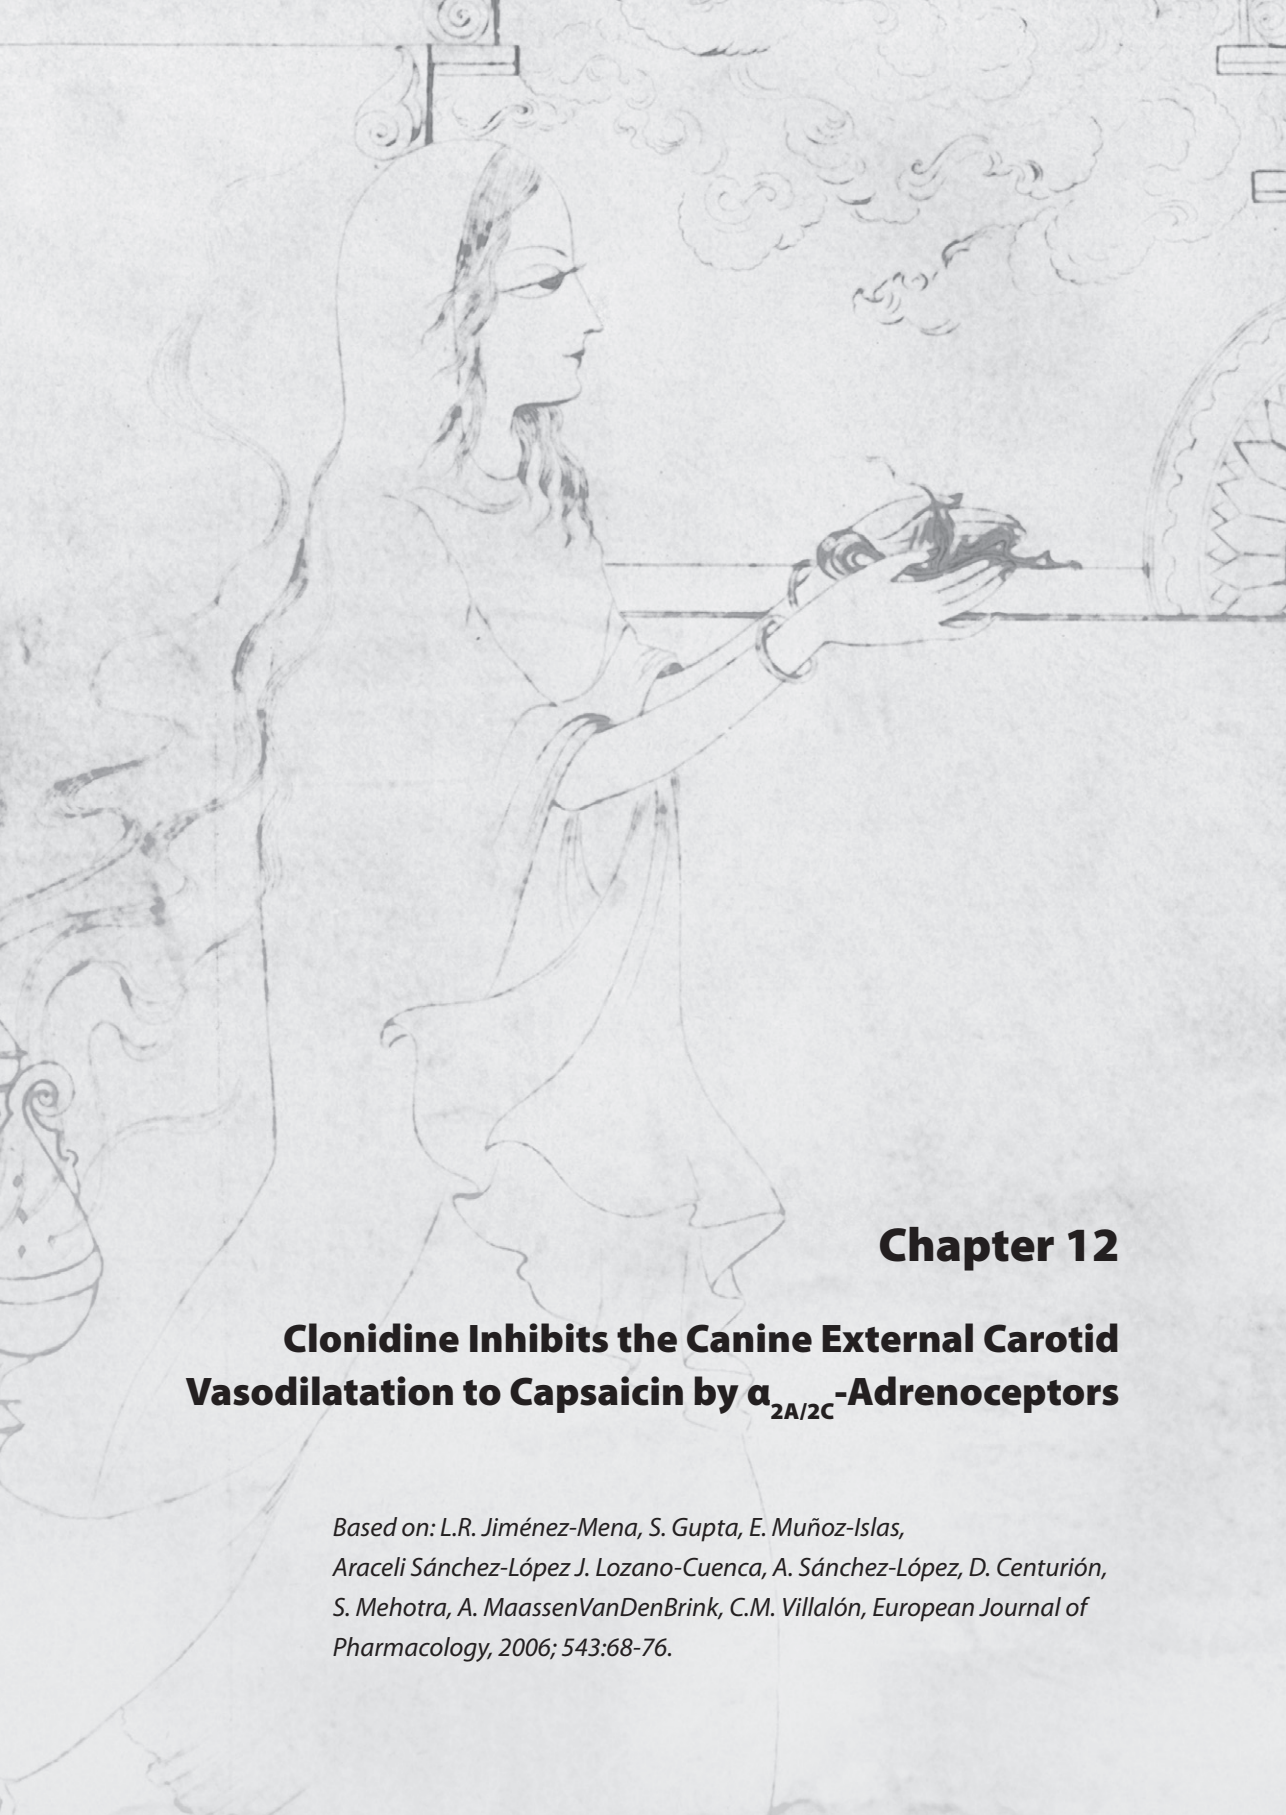 Chapter 12
Clonidine Inhibits the Canine External Carotid
Vasodilatation to Capsaicin by α2A/2C-Adrenoceptors
Based on: L.R. Jiménez-Mena, S. Gupta, E. Muñoz-Islas,
Araceli Sánchez-López J. Lozano-Cuenca, A. Sánchez-López, D. Centurión,
S. Mehotra, A. MaassenVanDenBrink, C.M. Villalón, European Journal of
Pharmacology, 2006; 543:68-76.